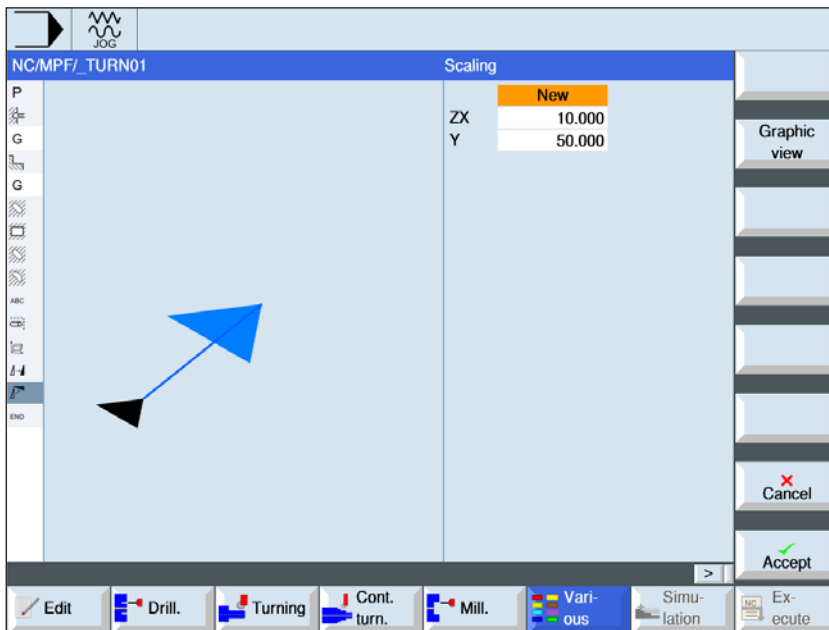 JOG
NC/MPF/_TURN01
Scaling
P
G
G
ABC
END
New
ZX 10.000
Y 50.000
Graphic
view
Cancel
Accept
>
Edit
Drill.
Turning
Cont.
turn.
Mill.
Vari-
ous
Simu-
lation
NC
Ex-
ecute